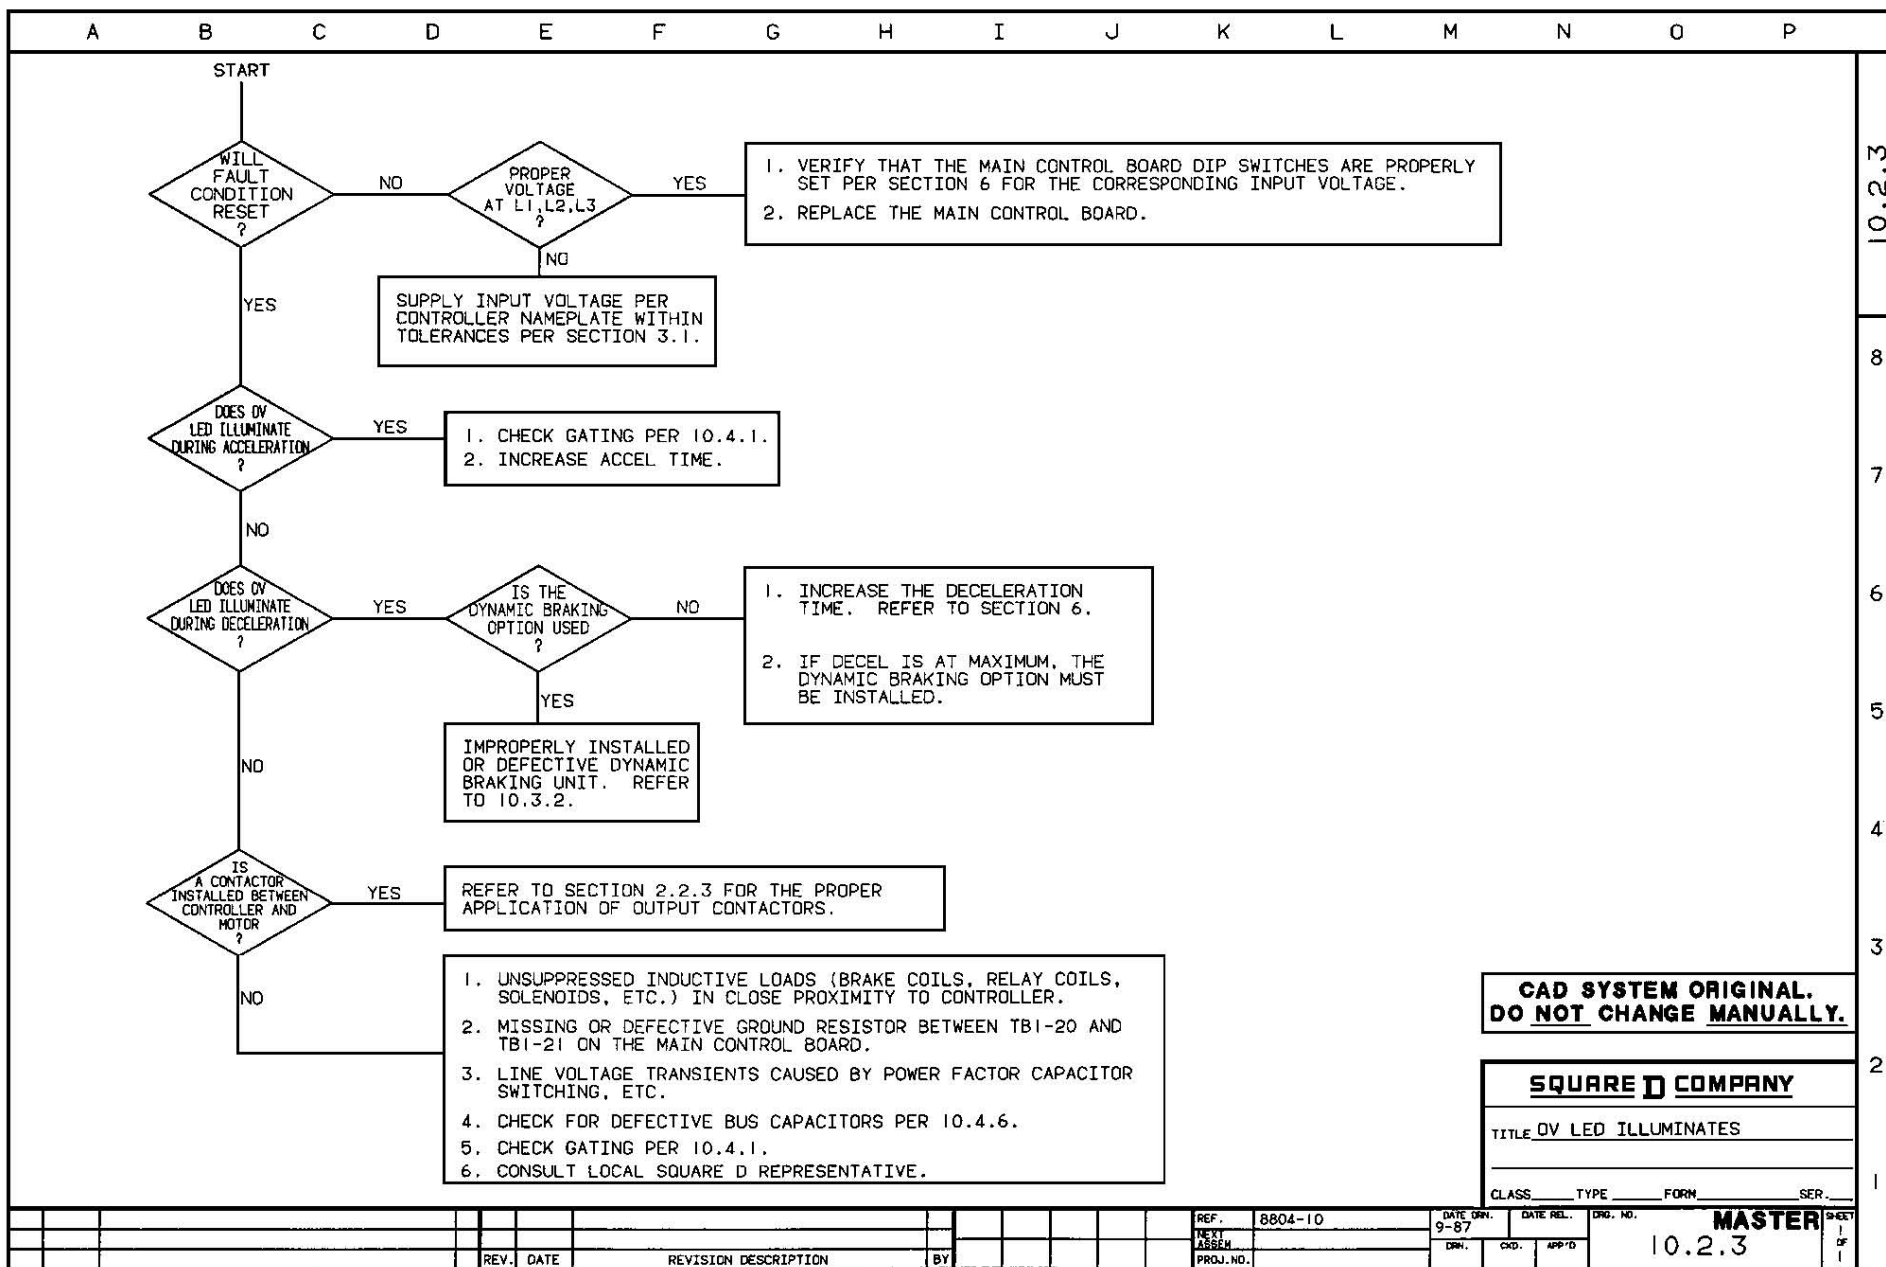 A B C D E F G H I J K L M N O P
START
WILL
FAULT
CONDITION
RESET
?
NO
PROPER
VOLTAGE
AT L1,L2,L3
?
YES
1. VERIFY THAT THE MAIN CONTROL BOARD DIP SWITCHES ARE PROPERLY
SET PER SECTION 6 FOR THE CORRESPONDING INPUT VOLTAGE.
2. REPLACE THE MAIN CONTROL BOARD.
10.2.3
NO
SUPPLY INPUT VOLTAGE PER
CONTROLLER NAMEPLATE WITHIN
TOLERANCES PER SECTION 3.1.
YES
8
DOES OV
LED ILLUMINATE
DURING ACCELERATION
?
YES
1. CHECK GATING PER 10.4.1.
2. INCREASE ACCEL TIME.
7
NO
DOES OV
LED ILLUMINATE
DURING DECELERATION
?
YES
IS THE
DYNAMIC BRAKING
OPTION USED
?
NO
1. INCREASE THE DECELERATION
TIME. REFER TO SECTION 6.
2. IF DECEL IS AT MAXIMUM, THE
DYNAMIC BRAKING OPTION MUST
BE INSTALLED.
6
5
YES
IMPROPERLY INSTALLED
OR DEFECTIVE DYNAMIC
BRAKING UNIT. REFER
TO 10.3.2.
NO
4
IS
A CONTACTOR
INSTALLED BETWEEN
CONTROLLER AND
MOTOR
?
YES
REFER TO SECTION 2.2.3 FOR THE PROPER
APPLICATION OF OUTPUT CONTACTORS.
3
NO
1. UNSUPPRESSED INDUCTIVE LOADS (BRAKE COILS, RELAY COILS,
SOLENOIDS, ETC.) IN CLOSE PROXIMITY TO CONTROLLER.
2. MISSING OR DEFECTIVE GROUND RESISTOR BETWEEN TB1-20 AND
TB1-21 ON THE MAIN CONTROL BOARD.
3. LINE VOLTAGE TRANSIENTS CAUSED BY POWER FACTOR CAPACITOR
SWITCHING, ETC.
4. CHECK FOR DEFECTIVE BUS CAPACITORS PER 10.4.6.
5. CHECK GATING PER 10.4.1.
6. CONSULT LOCAL SQUARE D REPRESENTATIVE.
CAD SYSTEM ORIGINAL.
DO NOT CHANGE MANUALLY.
2
SQUARE D COMPANY
TITLE OV LED ILLUMINATES
CLASS TYPE FORM SER.
1
REV. DATE REVISION DESCRIPTION BY
REF. 8804-10
NEXT
ASSEM
PROJ.NO.
DATE DRN. DATE REL. DRG. NO.
9-87
DRN. CKD. APP'D
MASTER
10.2.3
SHEET
1
OF
1